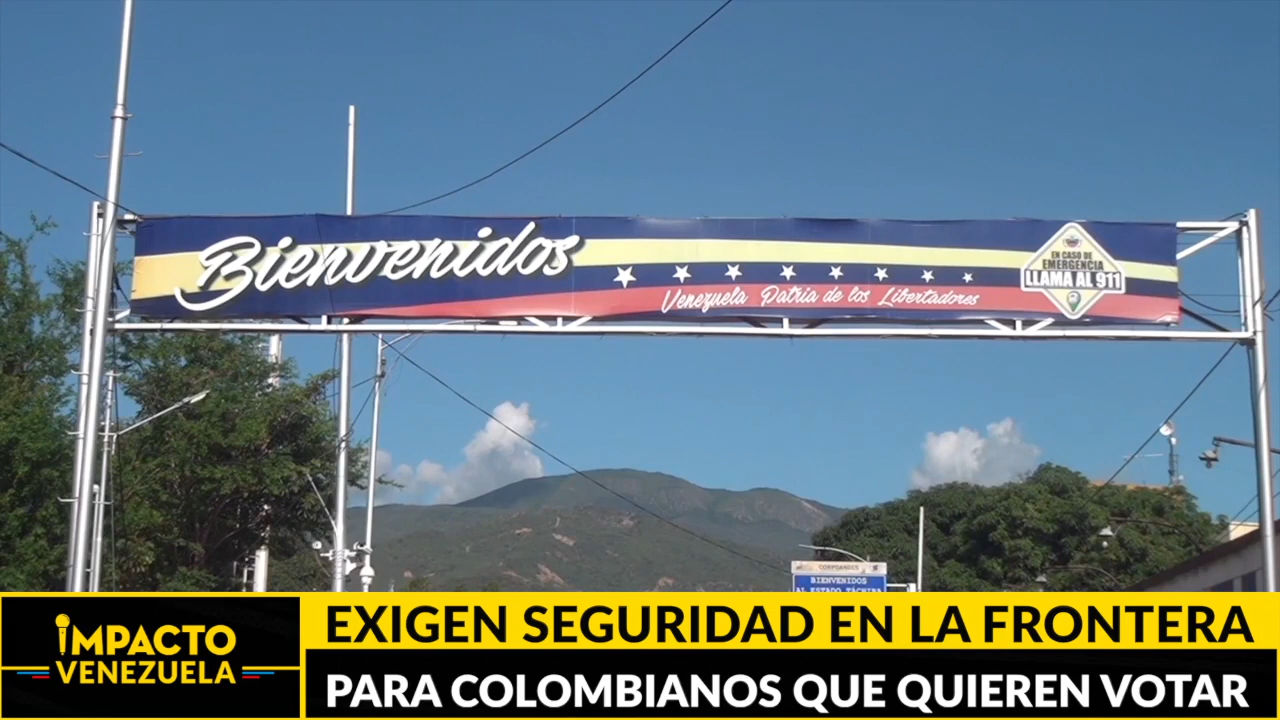 Bienvenidos
Venezuela Patria de los Libertadores
EN CASO DE
EMERGENCIA
LLAMA AL 911
CORPOANDES
BIENVENIDOS
AL ESTADO TÁCHIRA
IMPACTO
VENEZUELA
EXIGEN SEGURIDAD EN LA FRONTERA
PARA COLOMBIANOS QUE QUIEREN VOTAR